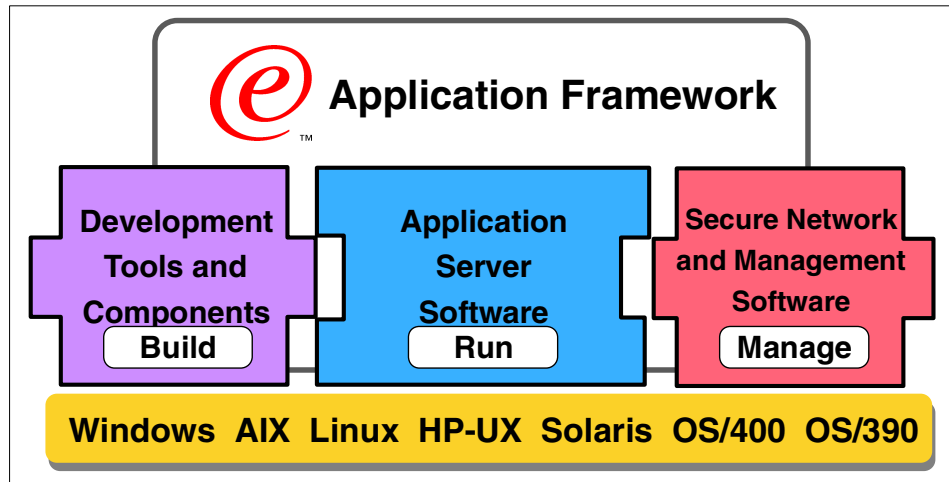 e Application Framework
TM
Development
Tools and
Components
Build
Application
Server
Software
Run
Secure Network
and Management
Software
Manage
Windows AIX Linux HP-UX Solaris OS/400 OS/390